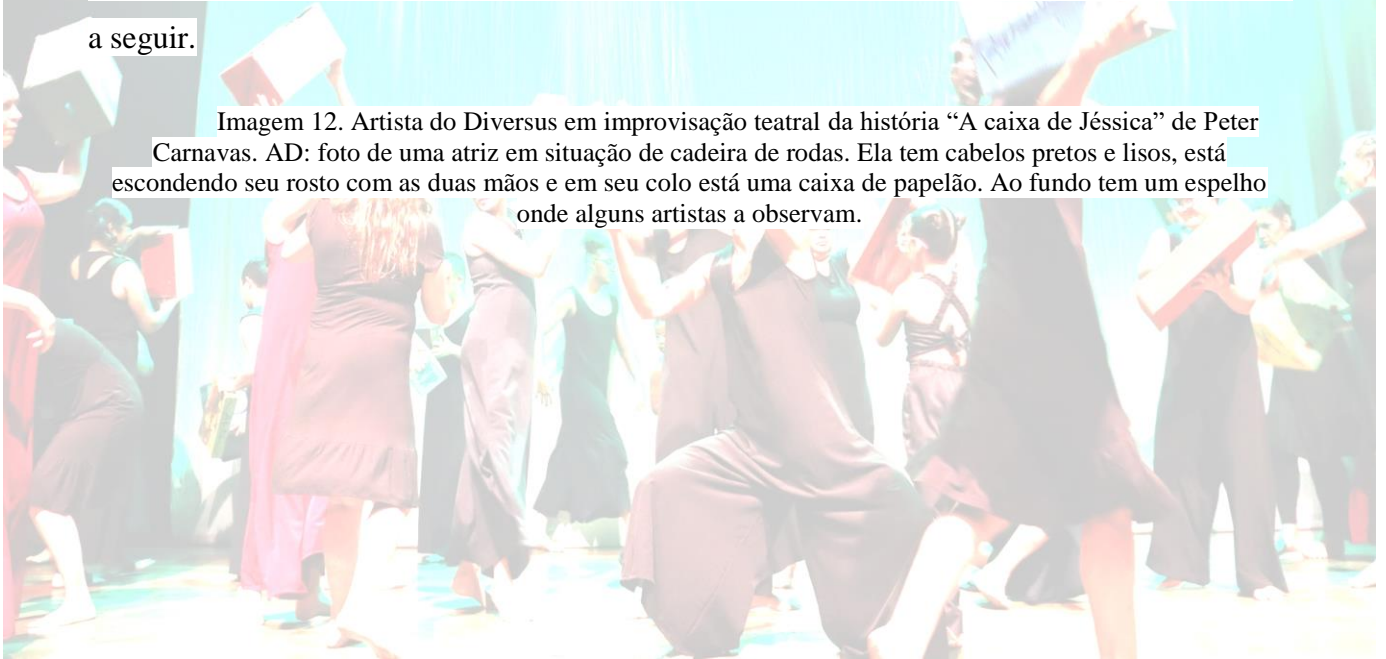 a seguir.
Imagem 12. Artista do Diversus em improvisação teatral da história “A caixa de Jéssica” de Peter
Carnavas. AD: foto de uma atriz em situação de cadeira de rodas. Ela tem cabelos pretos e lisos, está
escondendo seu rosto com as duas mãos e em seu colo está uma caixa de papelão. Ao fundo tem um espelho
onde alguns artistas a observam.